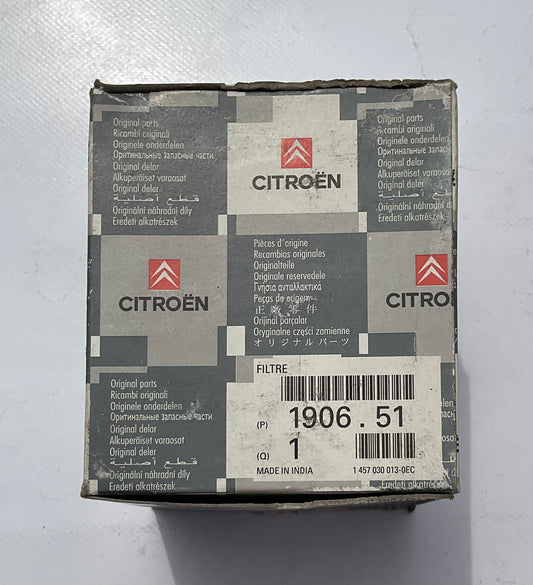 Original parts
Ricambi originali
Originele onderdelen
Оритинальные запасные части
Original delar
Alkuperäiset varaosat
Original deler
قطع أصلية
Originální náhradní díly
Eredeti alkatrészek
CITROËN
Original parts
Ricambi originali
Originele onderdelen
Оритинальные запасные
Original delar
Alkuperäiset varaosat
Original deler
قطع أصلية
Originální náhradní díly
Eredeti alkatrészek
CITROËN
Pièces d'origine
Recambios originales
Originalteile
Originale reservedele
Γνήσια ανταλλακτικά
Peças de origem
正廠零件
Orijinal parçalar
Oryginalne części zamienne
オリジナルパーツ
CITROËN
Original parts
Ricambi originali
Originele onderdelen
Оритинальные запасные части
Original delar
Alkuperäiset varaosat
Original deler
قطع أصلية
Originální náhradní díly
Eredeti alkatrészek
FILTRE
(P) 1906.51
(Q) 1
MADE IN INDIA 1 457 030 013-0EC
Eredeti alkatrészek